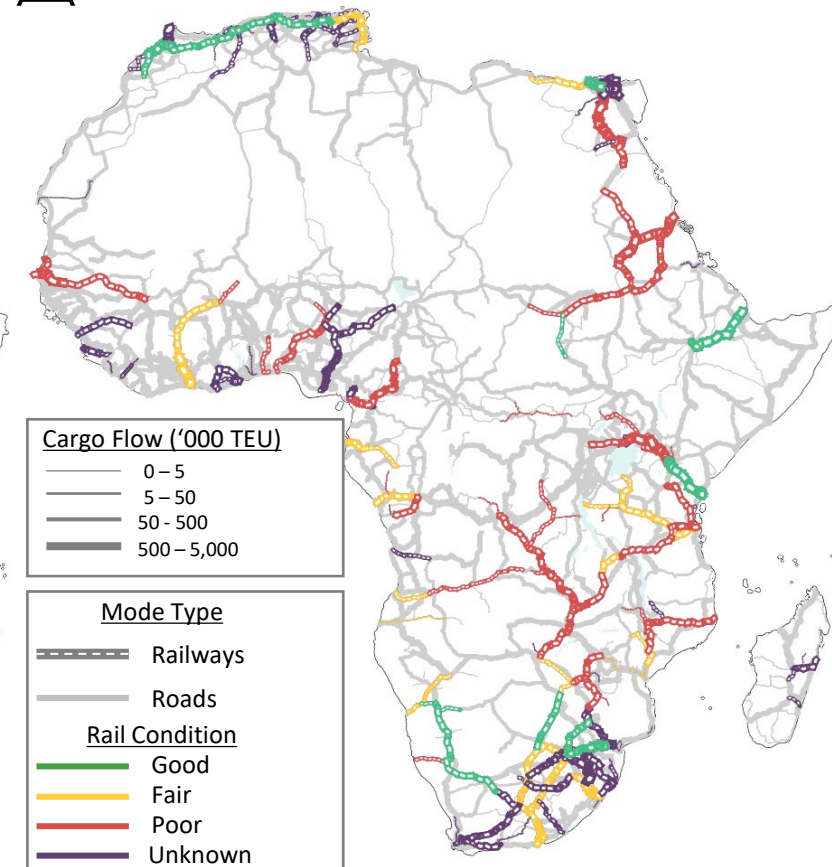 Cargo Flow (‘000 TEU)
0 – 5
5 – 50
50 - 500
500 – 5,000
Mode Type
Railways
Roads
Rail Condition
Good
Fair
Poor
Unknown